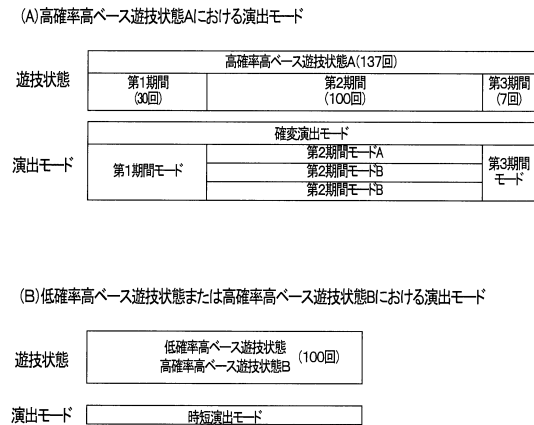 (A)高確率高ベース遊技状態Aにおける演出モード
遊技状態
高確率高ベース遊技状態A(137回)
第1期間
(30回)
第2期間
(100回)
第3期間
(7回)
演出モード
確変演出モード
第1期間モード
第2期間モードA
第2期間モードB
第2期間モードB
第3期間
モード
(B)低確率高ベース遊技状態または高確率高ベース遊技状態Bにおける演出モード
遊技状態
低確率高ベース遊技状態
高確率高ベース遊技状態B
(100回)
演出モード
時短演出モード